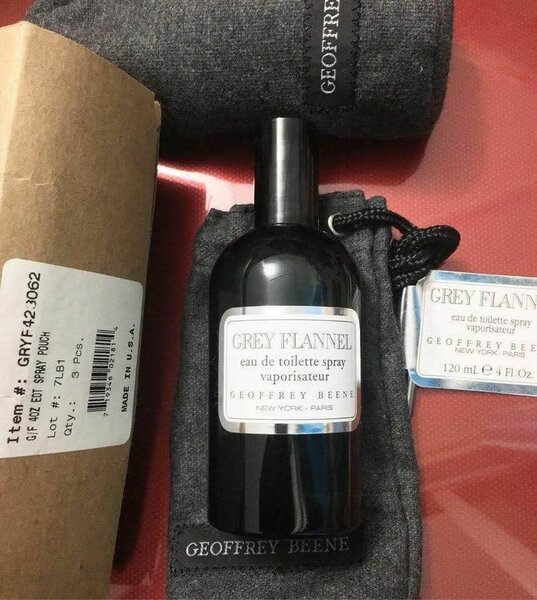 GEOFFREY
Item #: GRYF423062
G/F 4OZ EDT SPRAY POUCH
Lot #: 7LB1
Qty.: 3 Pcs.
MADE IN U.S.A.
GREY FLANNEL
eau de toilette spray
vaporisateur
GEOFFREY BEENE
NEW YORK - PARIS
GREY FLANNE
eau de toilette spray
vaporisateur
GEOFFREY BEENE
NEW YORK - PARIS
120 mL e 4 Fl. Oz.
GEOFFREY BEENE